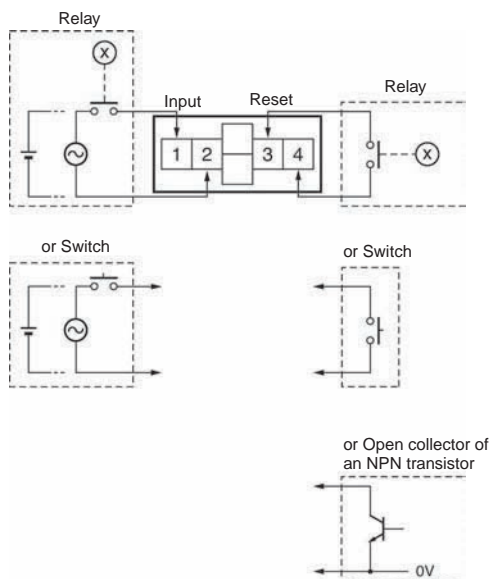 Relay
X
Input
Reset
Relay
1 2 3 4
X
or Switch
or Switch
or Open collector of
an NPN transistor
0V